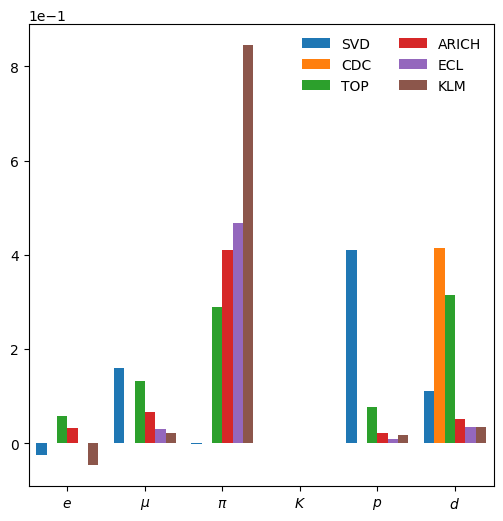 1e−1
SVD ARICH
CDC ECL
TOP KLM
8
6
4
2
0
e μ π K p d